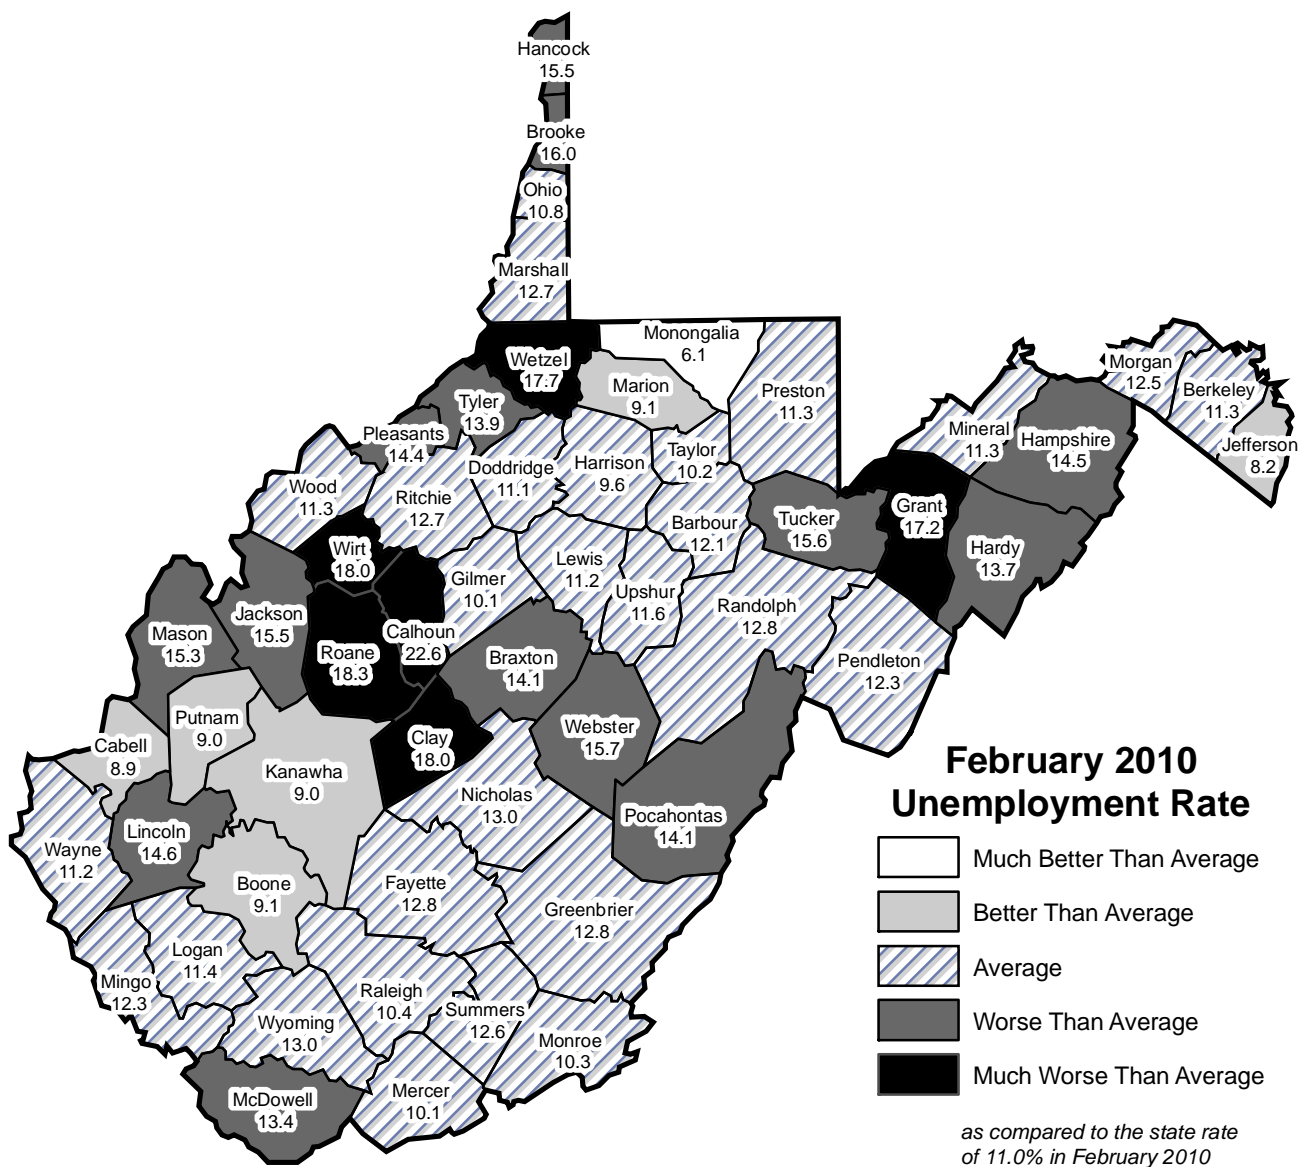 Hancock
15.5
Brooke
16.0
Ohio
10.8
Marshall
12.7
Monongalia
6.1
Wetzel
17.7
Marion
9.1
Preston
11.3
Morgan
12.5
Berkeley
11.3
Jefferson
8.2
Tyler
13.9
Pleasants
14.4
Mineral
11.3
Hampshire
14.5
Doddridge
11.1
Harrison
9.6
Taylor
10.2
Wood
11.3
Ritchie
12.7
Barbour
12.1
Tucker
15.6
Grant
17.2
Hardy
13.7
Wirt
18.0
Gilmer
10.1
Lewis
11.2
Upshur
11.6
Randolph
12.8
Jackson
15.5
Mason
15.3
Roane
18.3
Calhoun
22.6
Braxton
14.1
Pendleton
12.3
Putnam
9.0
Cabell
8.9
Kanawha
9.0
Clay
18.0
Webster
15.7
Nicholas
13.0
Pocahontas
14.1
Lincoln
14.6
Wayne
11.2
Boone
9.1
Fayette
12.8
Greenbrier
12.8
Logan
11.4
Mingo
12.3
Wyoming
13.0
Raleigh
10.4
Summers
12.6
Monroe
10.3
McDowell
13.4
Mercer
10.1
February 2010
Unemployment Rate
Much Better Than Average
Better Than Average
Average
Worse Than Average
Much Worse Than Average
as compared to the state rate
of 11.0% in February 2010